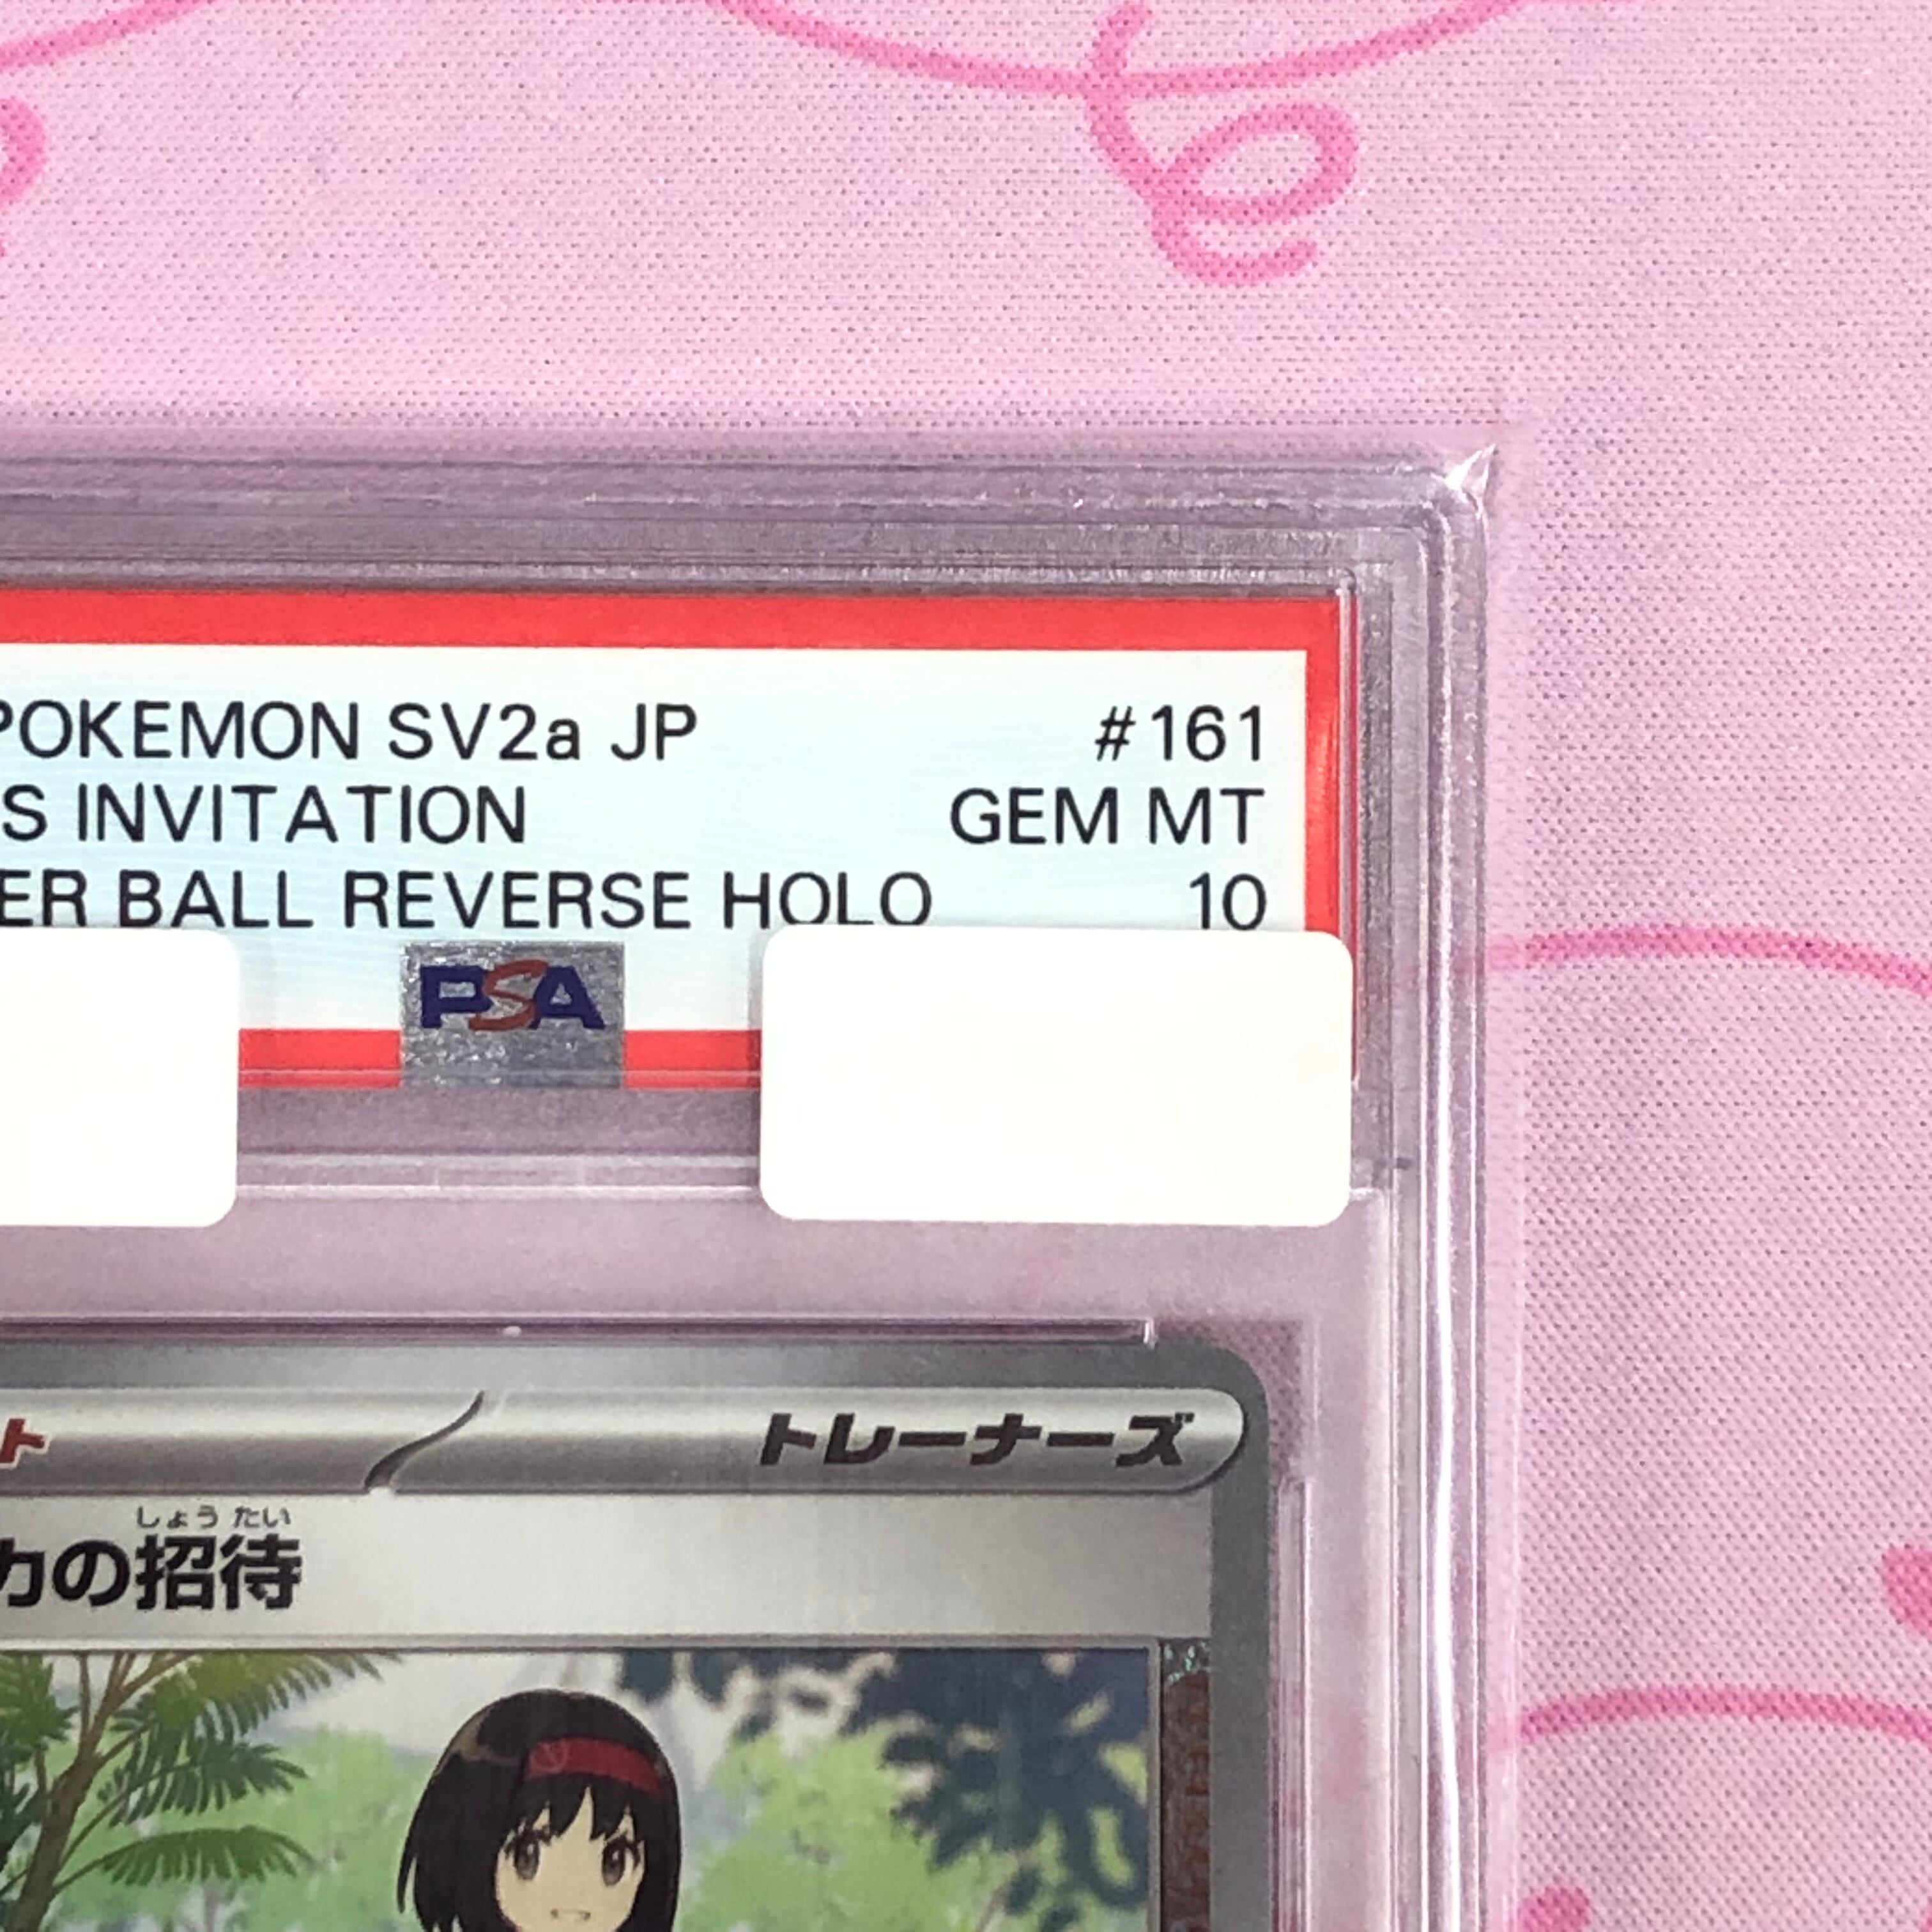 POKEMON SV2a JP #161
S INVITATION GEM MT
ER BALL REVERSE HOLO 10
PSA
ト トレーナーズ
しょう たい
カの招待